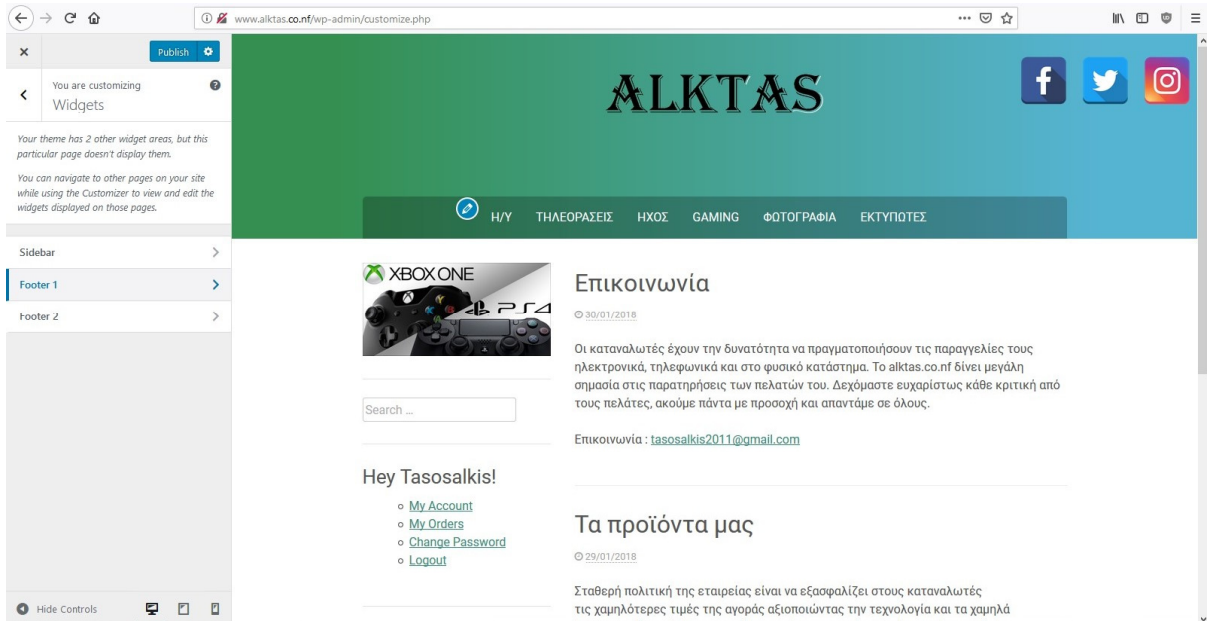 www.alktas.co.nf/wp-admin/customize.php
Publish
You are customizing
Widgets
Your theme has 2 other widget areas, but this
particular page doesn't display them.
You can navigate to other pages on your site
while using the Customizer to view and edit the
widgets displayed on those pages.
Sidebar
Footer 1
Footer 2
Hide Controls
ALKTAS
Η/Υ ΤΗΛΕΟΡΑΣΕΙΣ ΗΧΟΣ GAMING ΦΩΤΟΓΡΑΦΙΑ ΕΚΤΥΠΩΤΕΣ
XBOX ONE
PS4
Search ...
Hey Tasosalkis!
My Account
My Orders
Change Password
Logout
Επικοινωνία
30/01/2018
Οι καταναλωτές έχουν την δυνατότητα να πραγματοποιήσουν τις παραγγελίες τους
ηλεκτρονικά, τηλεφωνικά και στο φυσικό κατάστημα. Το alktas.co.nf δίνει μεγάλη
σημασία στις παρατηρήσεις των πελατών του. Δεχόμαστε ευχαρίστως κάθε κριτική από
τους πελάτες, ακούμε πάντα με προσοχή και απαντάμε σε όλους.
Επικοινωνία : tasosalkis2011@gmail.com
Τα προϊόντα μας
29/01/2018
Σταθερή πολιτική της εταιρείας είναι να εξασφαλίζει στους καταναλωτές
τις χαμηλότερες τιμές της αγοράς αξιοποιώντας την τεχνολογία και τα χαμηλά